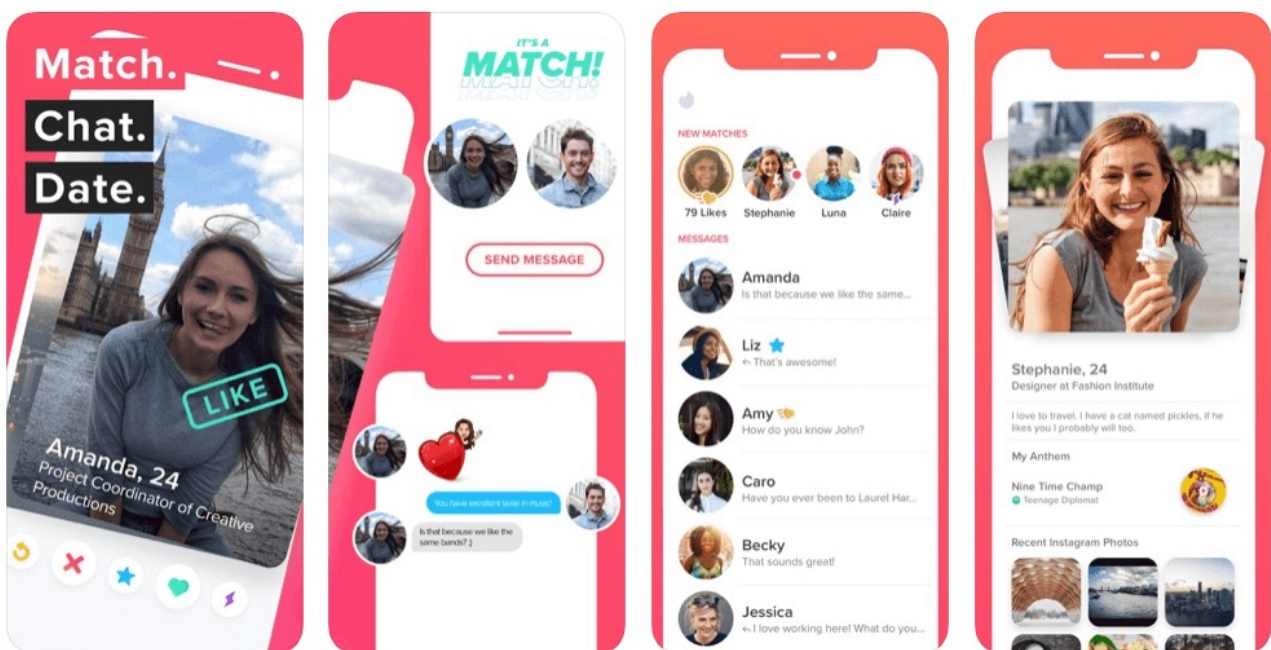 Match.
Chat.
Date.
LIKE
Amanda, 24
Project Coordinator of Creative
Productions
IT'S A
MATCH!
SEND MESSAGE
You have excellent taste in music!
Is that because we like the
same bands? ;)
NEW MATCHES
79 Likes
Stephanie
Luna
Claire
MESSAGES
Amanda
Is that because we like the same...
Liz
That's awesome!
Amy
How do you know John?
Caro
Have you ever been to Laurel Har...
Becky
That sounds great!
Jessica
I love working here! What do you...
Stephanie, 24
Designer at Fashion Institute
I love to travel. I have a cat named pickles, if he
likes you I probably will too.
My Anthem
Nine Time Champ
Teenage Diplomat
Recent Instagram Photos